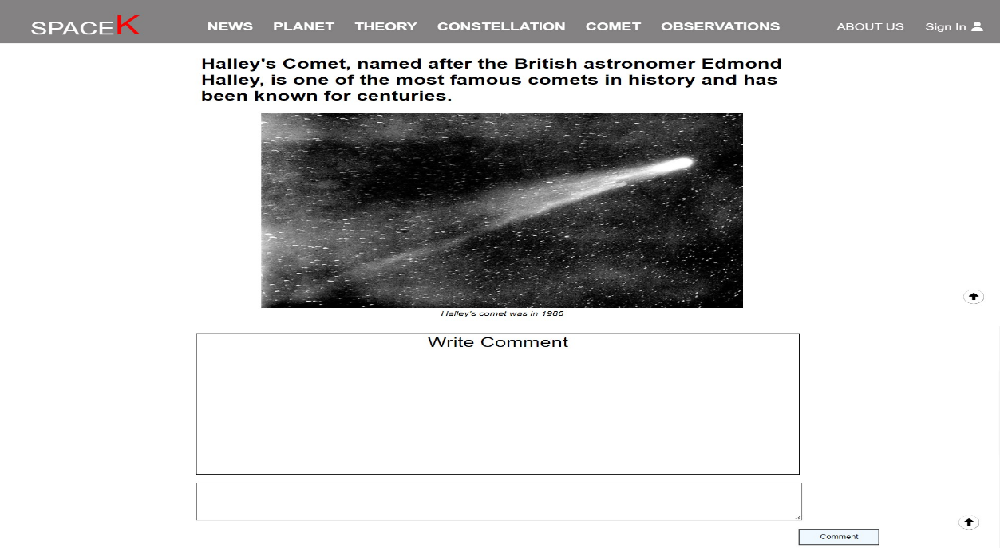 SPACEK NEWS PLANET THEORY CONSTELLATION COMET OBSERVATIONS ABOUT US Sign In
Halley's Comet, named after the British astronomer Edmond
Halley, is one of the most famous comets in history and has
been known for centuries.
Halley's comet was in 1986
Write Comment
Comment